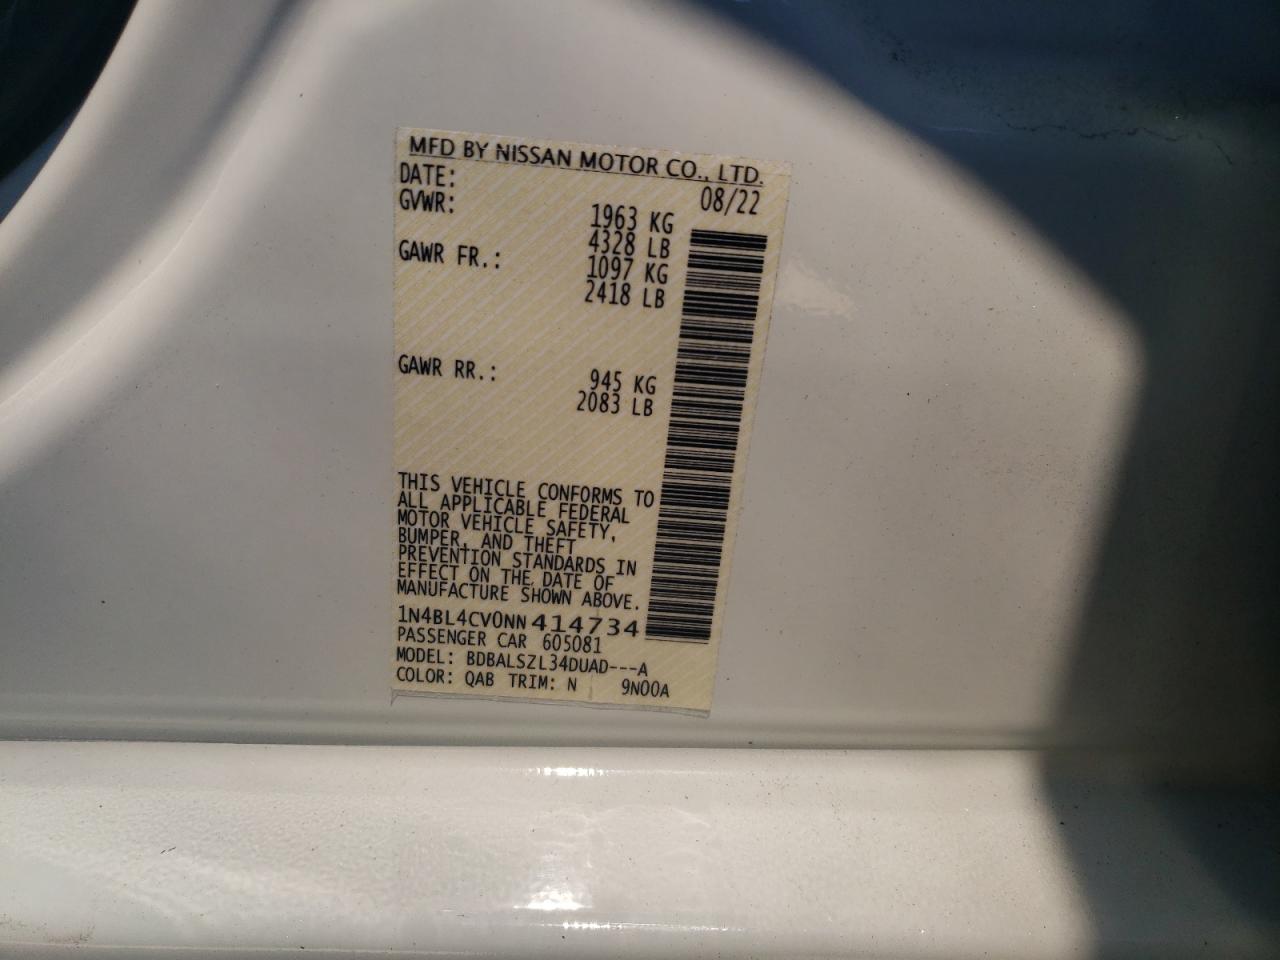 MFD BY NISSAN MOTOR CO., LTD.
DATE: 08/22
GVWR: 1963 KG
4328 LB
GAWR FR.: 1097 KG
2418 LB
GAWR RR.: 945 KG
2083 LB
THIS VEHICLE CONFORMS TO
ALL APPLICABLE FEDERAL
MOTOR VEHICLE SAFETY,
BUMPER, AND THEFT
PREVENTION STANDARDS IN
EFFECT ON THE DATE OF
MANUFACTURE SHOWN ABOVE.
1N4BL4CV0NN414734
PASSENGER CAR 605081
MODEL: BDBALSZL34DUAD---A
COLOR: QAB TRIM: N 9N00A